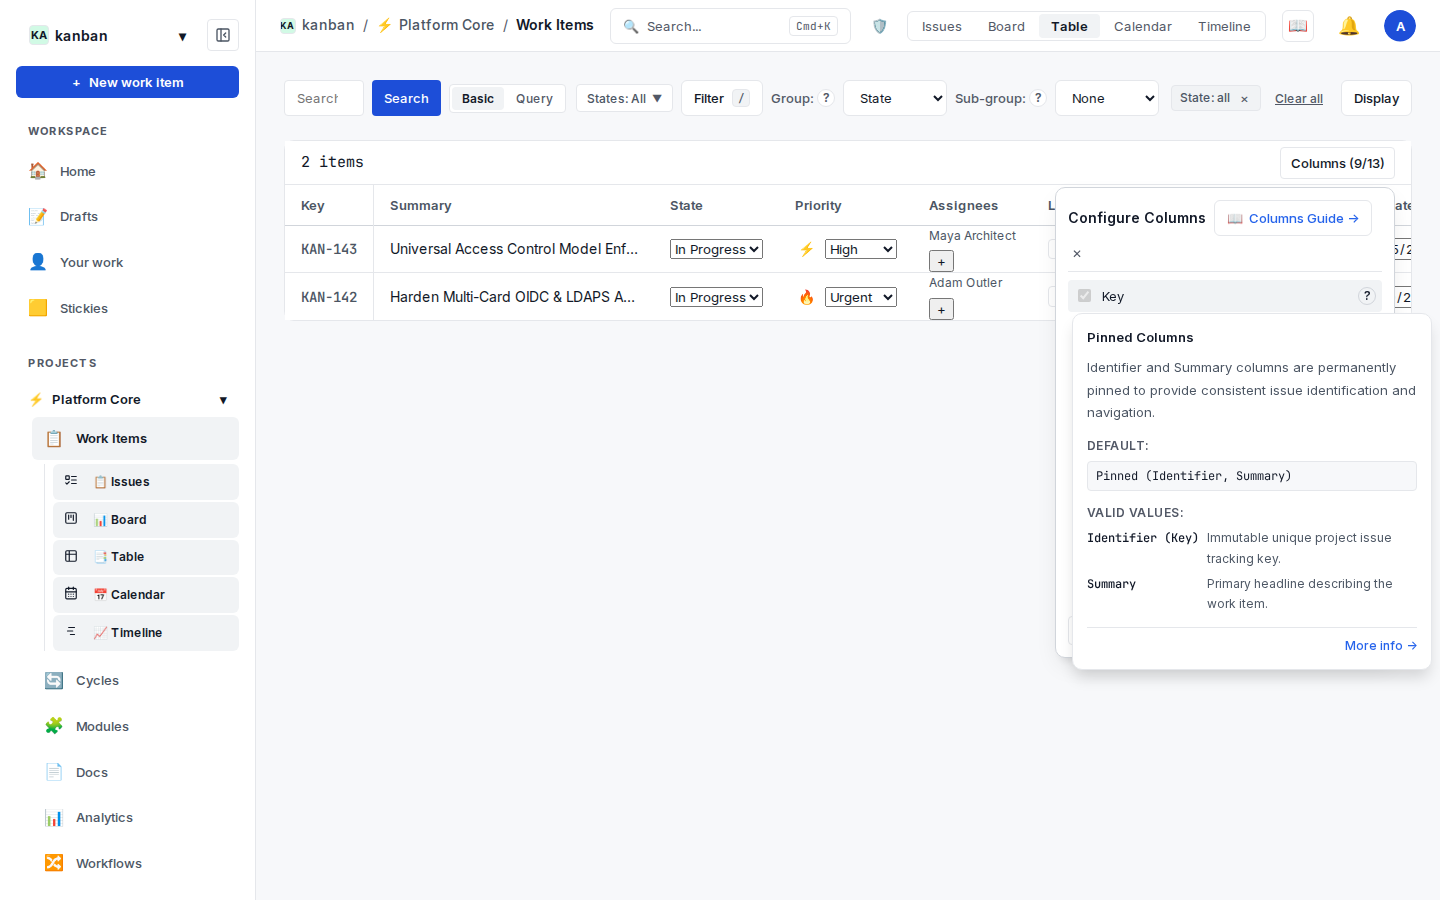 KA kanban ▾
+ New work item
WORKSPACE
Home
Drafts
Your work
Stickies
PROJECTS
Platform Core ▾
Work Items
Issues
Board
Table
Calendar
Timeline
Cycles
Modules
Docs
Analytics
Workflows
KA kanban / Platform Core / Work Items
Search... Cmd+K
Issues Board Table Calendar Timeline
A
Search Search Basic Query States: All ▼ Filter / Group: ? State Sub-group: ? None State: all × Clear all Display
2 items Columns (9/13)
Key Summary State Priority Assignees
KAN-143 Universal Access Control Model Enf... In Progress High Maya Architect +
KAN-142 Harden Multi-Card OIDC & LDAPS A... In Progress Urgent Adam Outler +
Configure Columns Columns Guide →
×
Key ?
Pinned Columns
Identifier and Summary columns are permanently
pinned to provide consistent issue identification and
navigation.
DEFAULT:
Pinned (Identifier, Summary)
VALID VALUES:
Identifier (Key) Immutable unique project issue
tracking key.
Summary Primary headline describing the
work item.
More info →